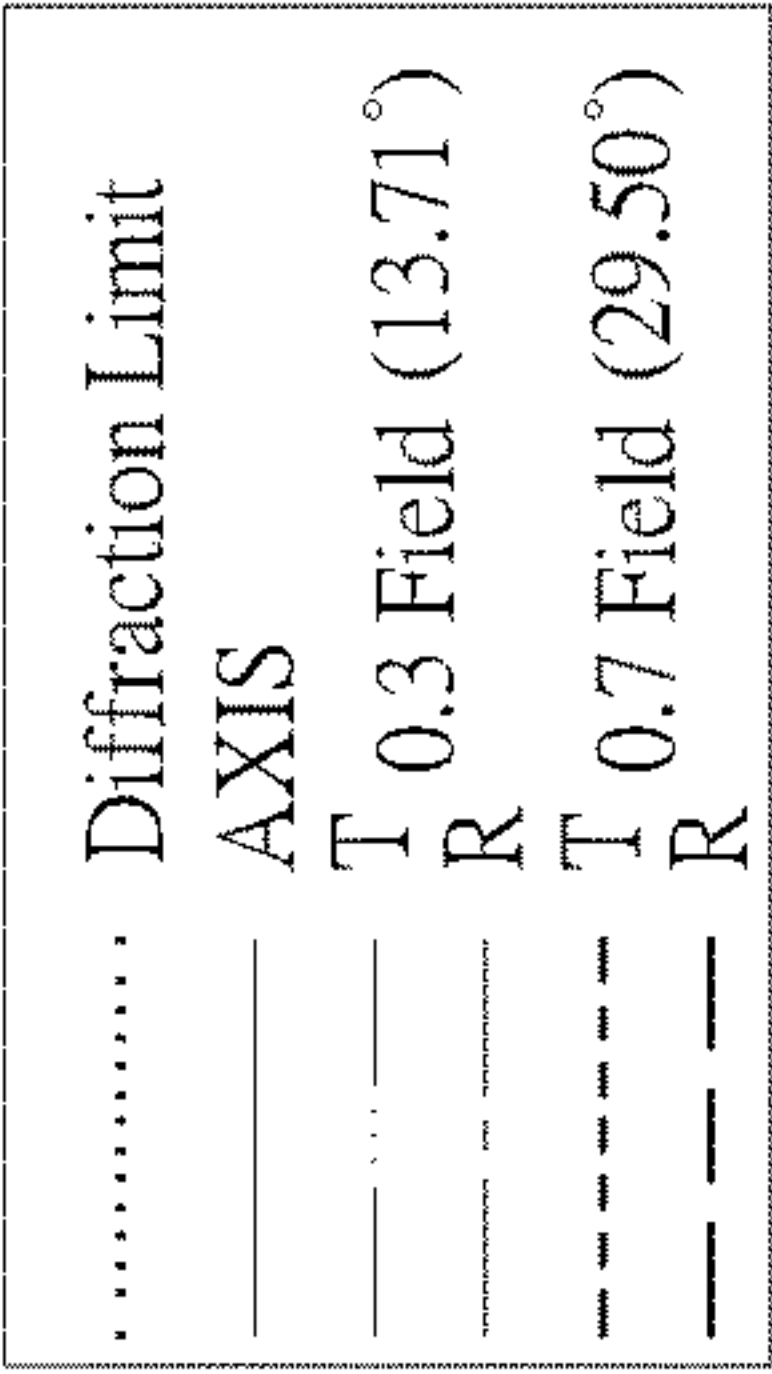 Diffraction Limit
AXIS
T
0.3 Field (13.71°)
R
T
0.7 Field (29.50°)
R